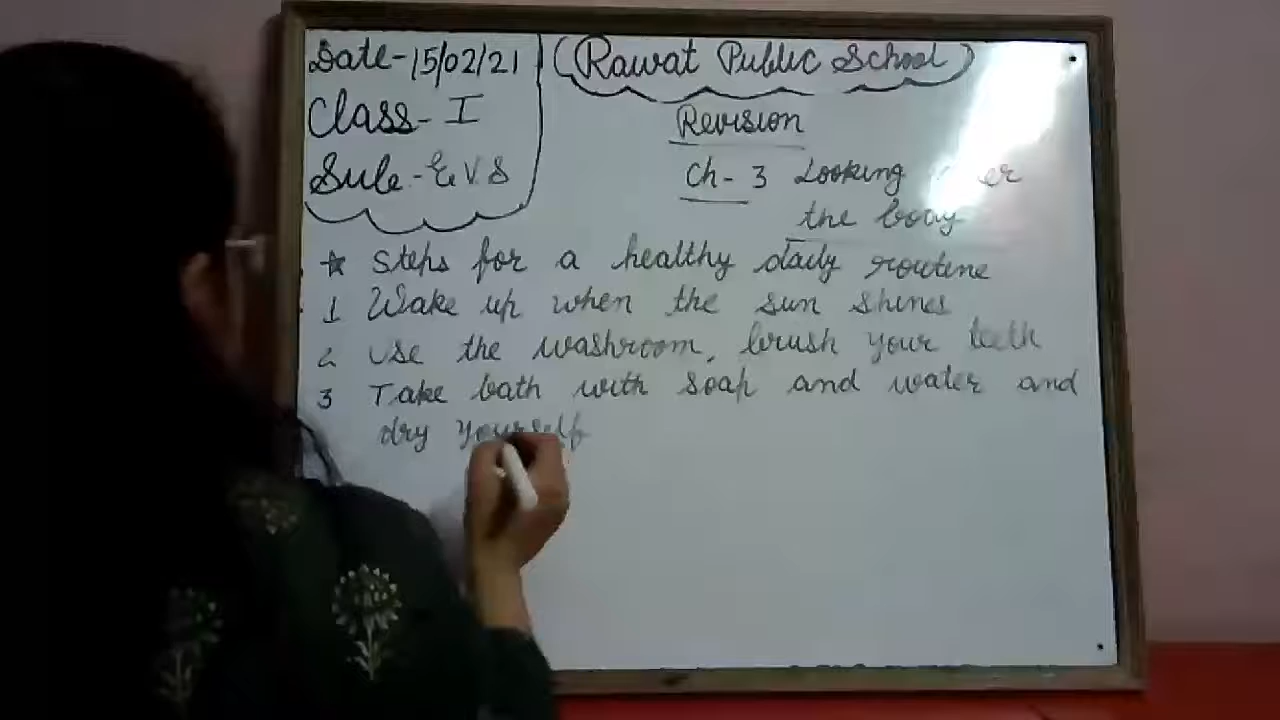 Date-15/02/21
Class-I
Sub-E.V.S
(Rawat Public School)
Revision
Ch-3 Looking
the body
* Steps for a healthy daily routine
1 Wake up when the sun shines
2 Use the washroom, brush your teeth
3 Take bath with soap and water and
dry yourself